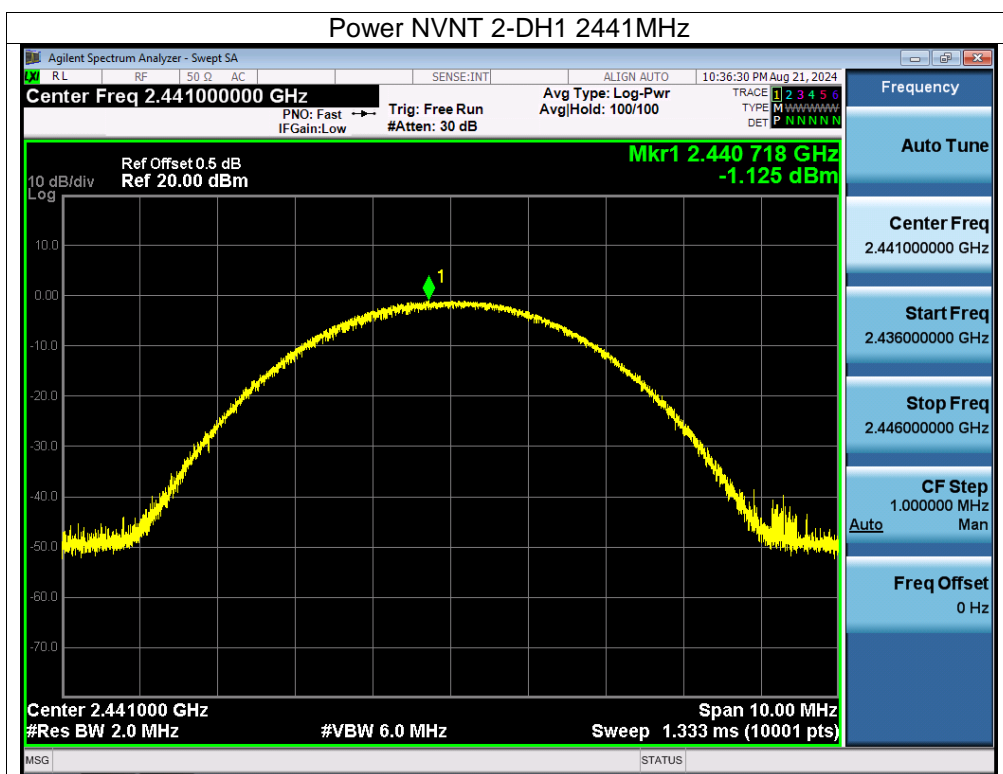 Power NVNT 2-DH1 2441MHz
Agilent Spectrum Analyzer - Swept SA
LXI RL RF 50 Ω AC SENSE:INT ALIGN AUTO 10:36:30 PM Aug 21, 2024
Center Freq 2.441000000 GHz
PNO: Fast
IFGain:Low
Trig: Free Run
#Atten: 30 dB
Avg Type: Log-Pwr
Avg|Hold: 100/100
TRACE 1 2 3 4 5 6
TYPE M WWWWW
DET P N N N N N
Mkr1 2.440 718 GHz
-1.125 dBm
Ref Offset 0.5 dB
10 dB/div Ref 20.00 dBm
Log
10.0
0.00
-10.0
-20.0
-30.0
-40.0
-50.0
-60.0
-70.0
1
Center 2.441000 GHz Span 10.00 MHz
#Res BW 2.0 MHz #VBW 6.0 MHz Sweep 1.333 ms (10001 pts)
MSG STATUS
Frequency
Auto Tune
Center Freq
2.441000000 GHz
Start Freq
2.436000000 GHz
Stop Freq
2.446000000 GHz
CF Step
1.000000 MHz
Auto Man
Freq Offset
0 Hz